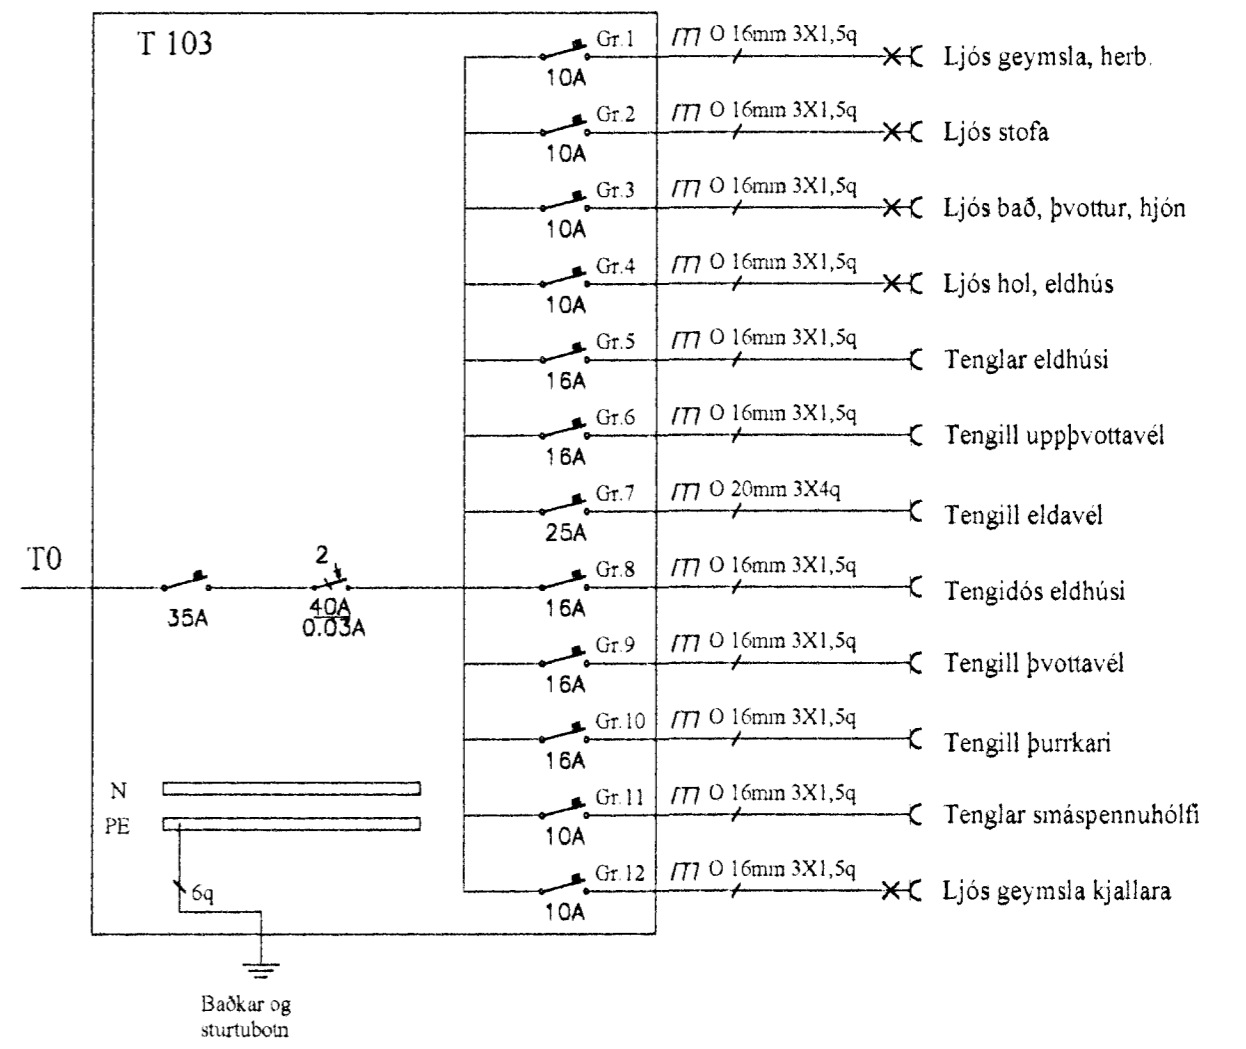 T 103
Gr.1 O 16mm 3X1,5q Ljós geymsla, herb.
10A
Gr.2 O 16mm 3X1,5q Ljós stofa
10A
Gr.3 O 16mm 3X1,5q Ljós bað, þvottur, hjón
10A
Gr.4 O 16mm 3X1,5q Ljós hol, eldhús
10A
Gr.5 O 16mm 3X1,5q Tenglar eldhúsi
16A
Gr.6 O 16mm 3X1,5q Tengill uppþvottavél
16A
Gr.7 O 20mm 3X4q Tengill eldavél
25A
T0
35A
2
40A
0.03A
Gr.8 O 16mm 3X1,5q Tengidós eldhúsi
16A
Gr.9 O 16mm 3X1,5q Tengill þvottavél
16A
Gr.10 O 16mm 3X1,5q Tengill þurrkari
16A
Gr.11 O 16mm 3X1,5q Tenglar smáspennuhólfi
10A
Gr.12 O 16mm 3X1,5q Ljós geymsla kjallara
10A
N
PE
6q
Baðkar og
sturtubotn